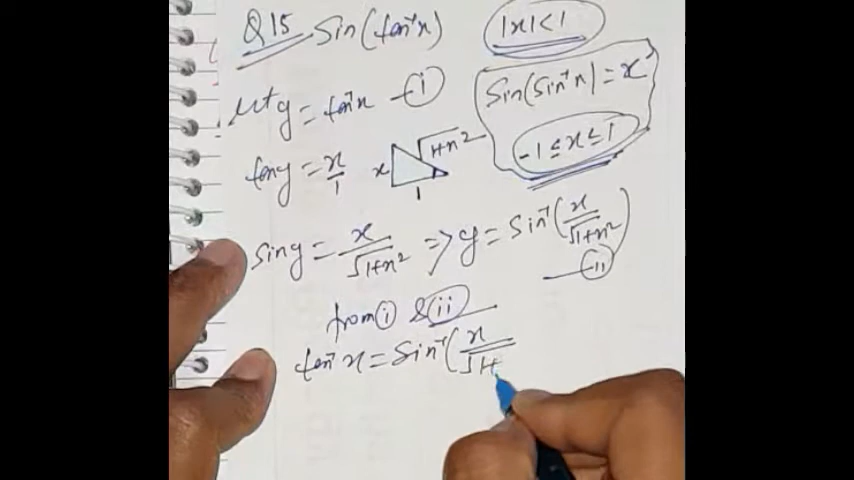 Q15 Sin(tan⁻¹x) |x|<1
Sin(Sin⁻¹x)=x
-1≤x≤1
let y=tan⁻¹x —(i)
tany=x/1 x √1+x² 1
Siny=x/√1+x² => y=Sin⁻¹(x/√1+x²)
—(ii)
from (i) & (ii)
tan⁻¹x=Sin⁻¹(x/√1+